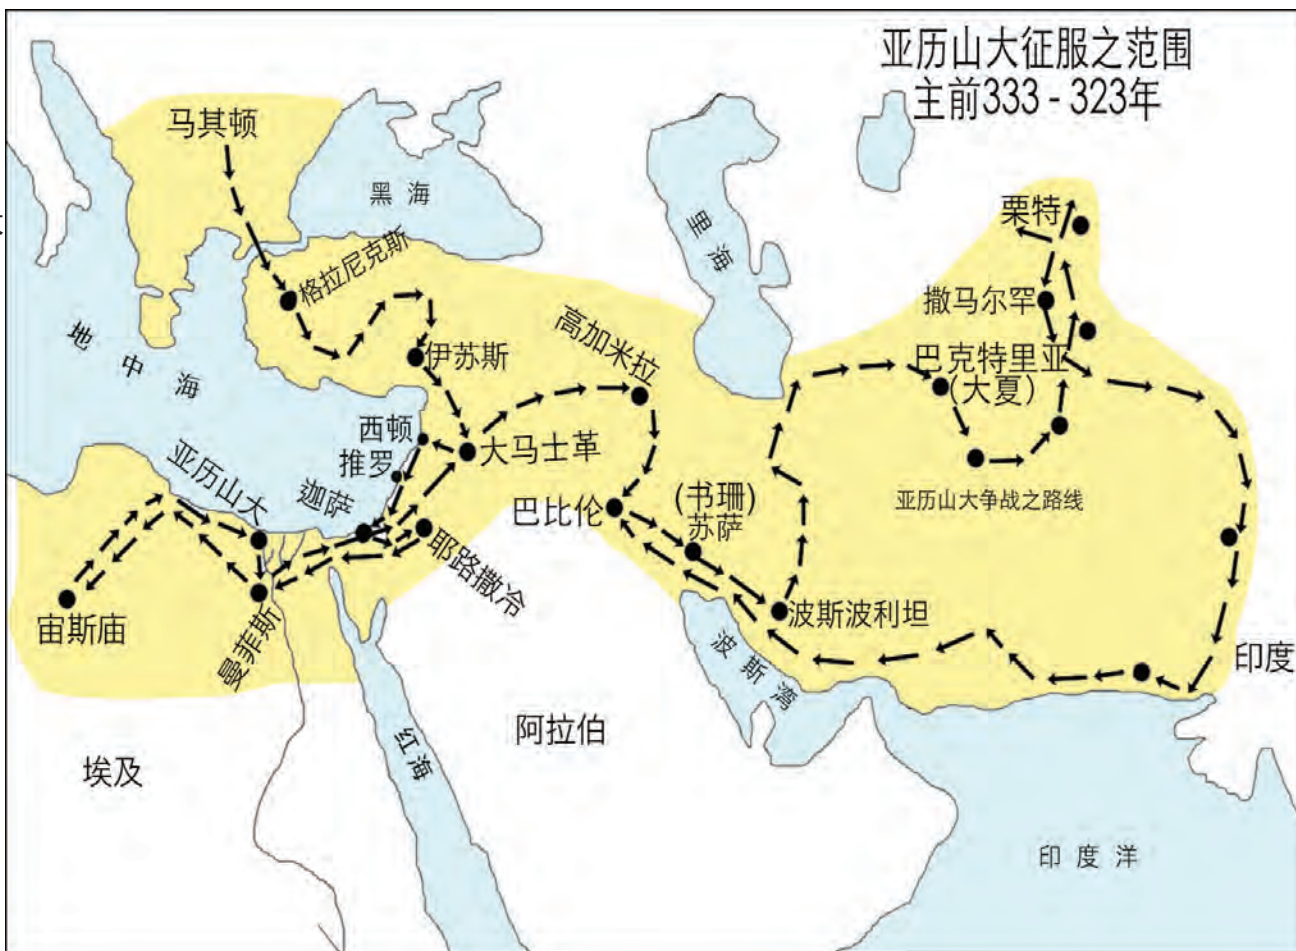 亚历山大征服之范围
主前333 - 323年
马其顿
黑海
里海
栗特
格拉尼克斯
撒马尔罕
地中海
伊苏斯
高加米拉
巴克特里亚
(大夏)
西顿
大马士革
推罗
亚历山大
迦萨
巴比伦
(书珊)
苏萨
亚历山大争战之路线
耶路撒冷
宙斯庙
曼菲斯
波斯波利坦
波斯湾
印度
红海
阿拉伯
埃及
印度洋